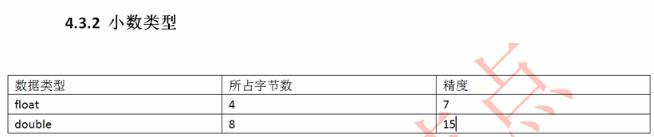 4.3.2 小数类型
数据类型 所占字节数 精度
float 4 7
double 8 15